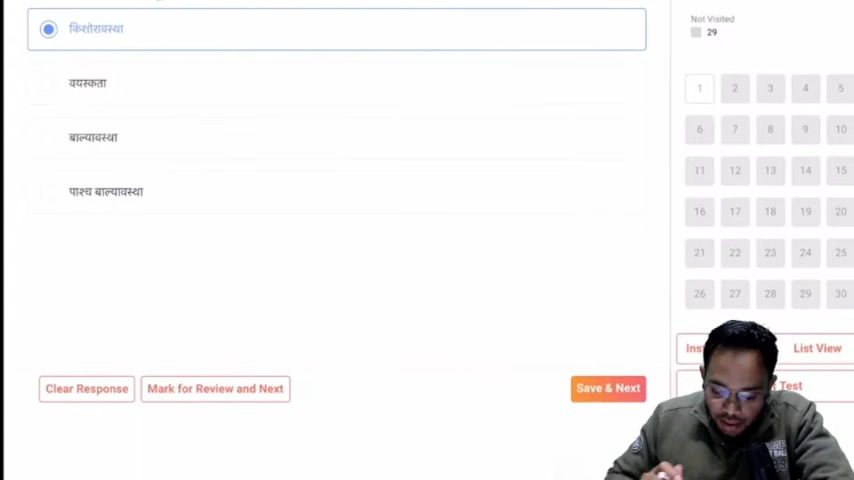 किशोरावस्था
वयस्कता
बाल्यावस्था
पाश्च बाल्यावस्था
Clear Response
Mark for Review and Next
Save & Next
Not Visited
29
1 2 3 4 5
6 7 8 9 10
11 12 13 14 15
16 17 18 19 20
21 22 23 24 25
26 27 28 29 30
List View
Test